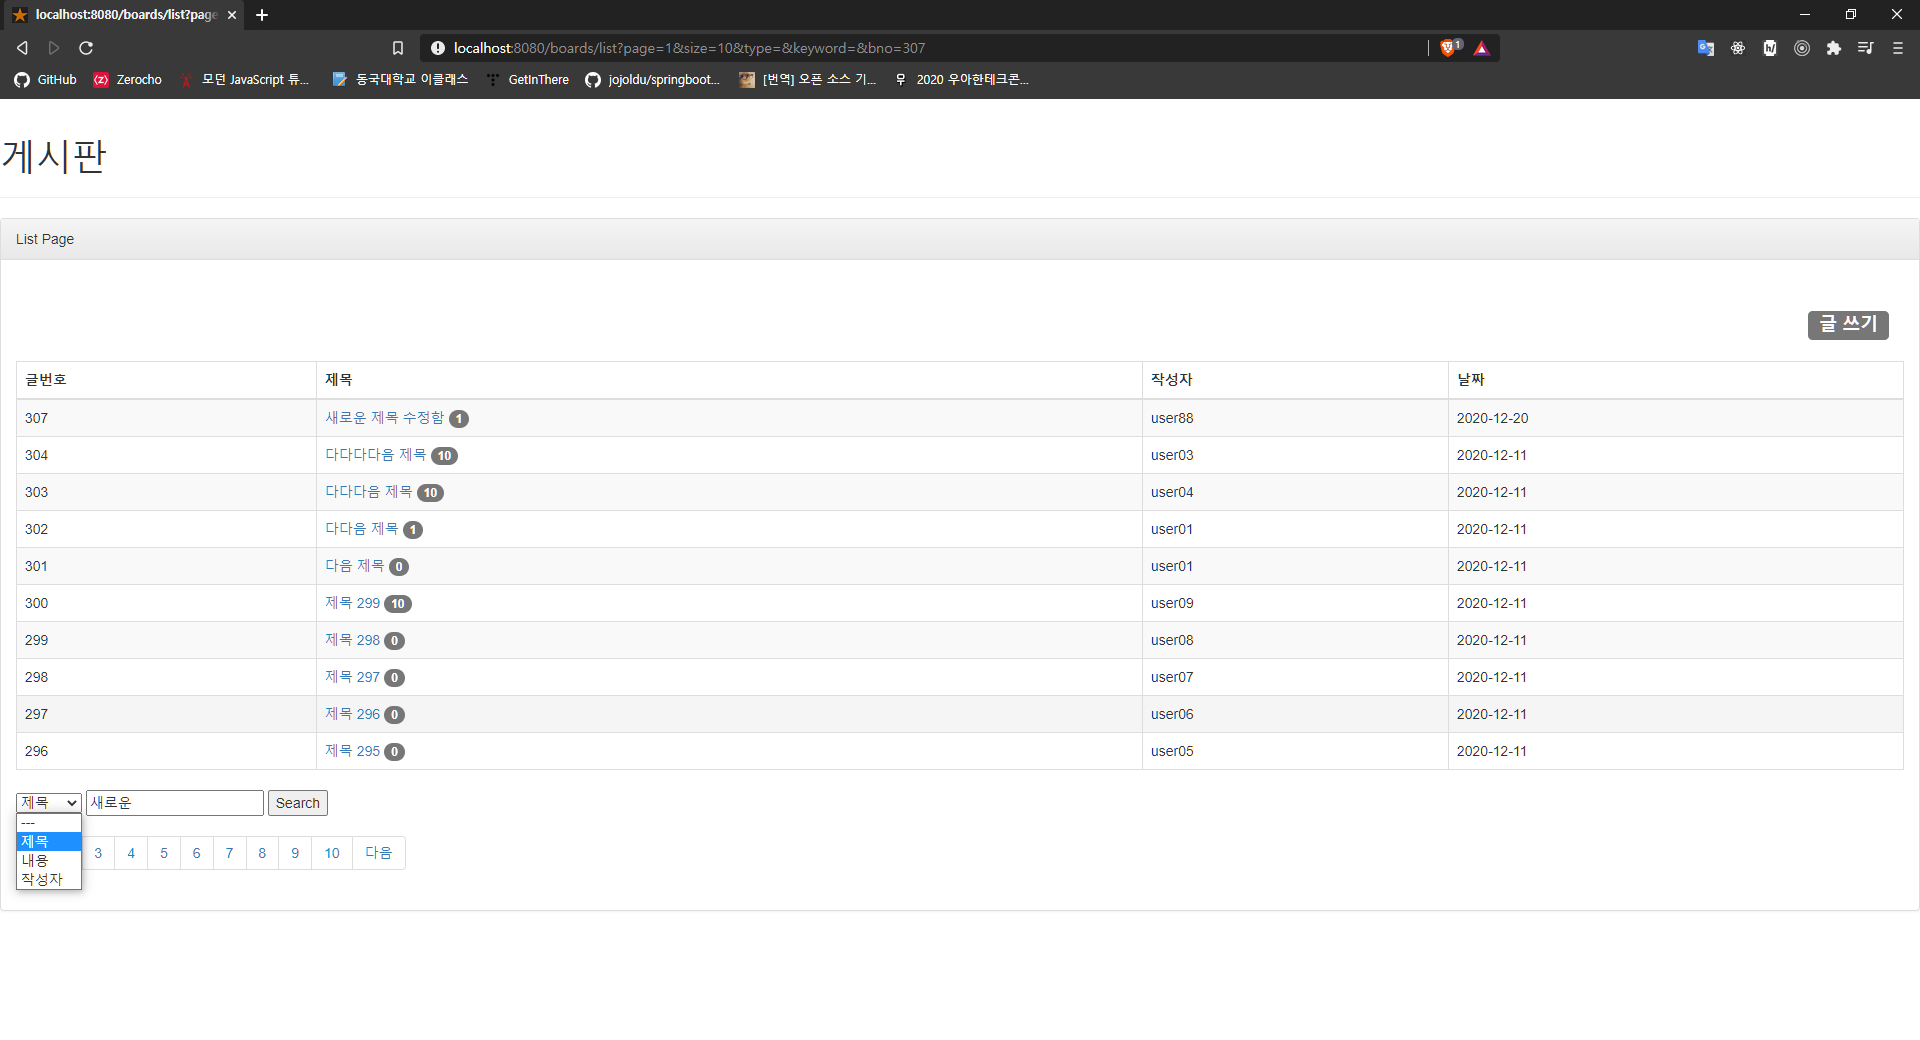 localhost:8080/boards/list?page
localhost:8080/boards/list?page=1&size=10&type=&keyword=&bno=307
1
GitHub
Zerocho
모던 JavaScript 튜...
동국대학교 이클래스
GetInThere
jojoldu/springboot...
[번역] 오픈 소스 기...
2020 우아한테크콘...
게시판
List Page
글 쓰기
글번호 제목 작성자 날짜
307 새로운 제목 수정함 1 user88 2020-12-20
304 다다다다음 제목 10 user03 2020-12-11
303 다다다음 제목 10 user04 2020-12-11
302 다다음 제목 1 user01 2020-12-11
301 다음 제목 0 user01 2020-12-11
300 제목 299 10 user09 2020-12-11
299 제목 298 0 user08 2020-12-11
298 제목 297 0 user07 2020-12-11
297 제목 296 0 user06 2020-12-11
296 제목 295 0 user05 2020-12-11
제목 새로운 Search
---
제목
내용
작성자
3 4 5 6 7 8 9 10 다음